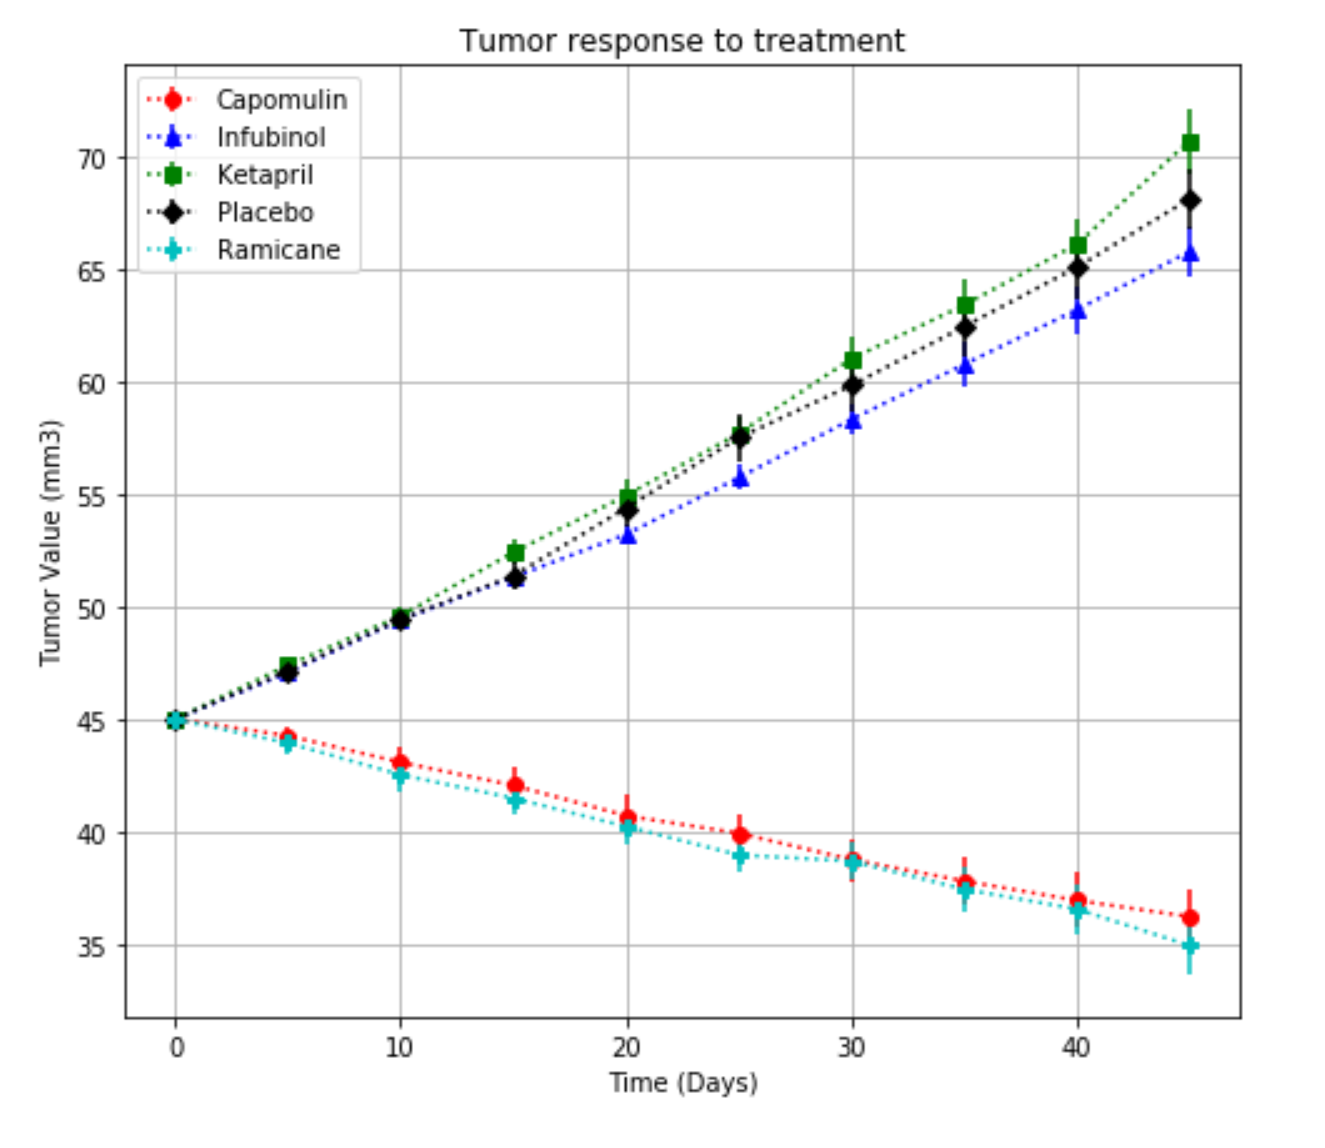 Tumor response to treatment
Capomulin
Infubinol
Ketapril
Placebo
Ramicane
Tumor Value (mm3)
70
65
60
55
50
45
40
35
0 10 20 30 40
Time (Days)